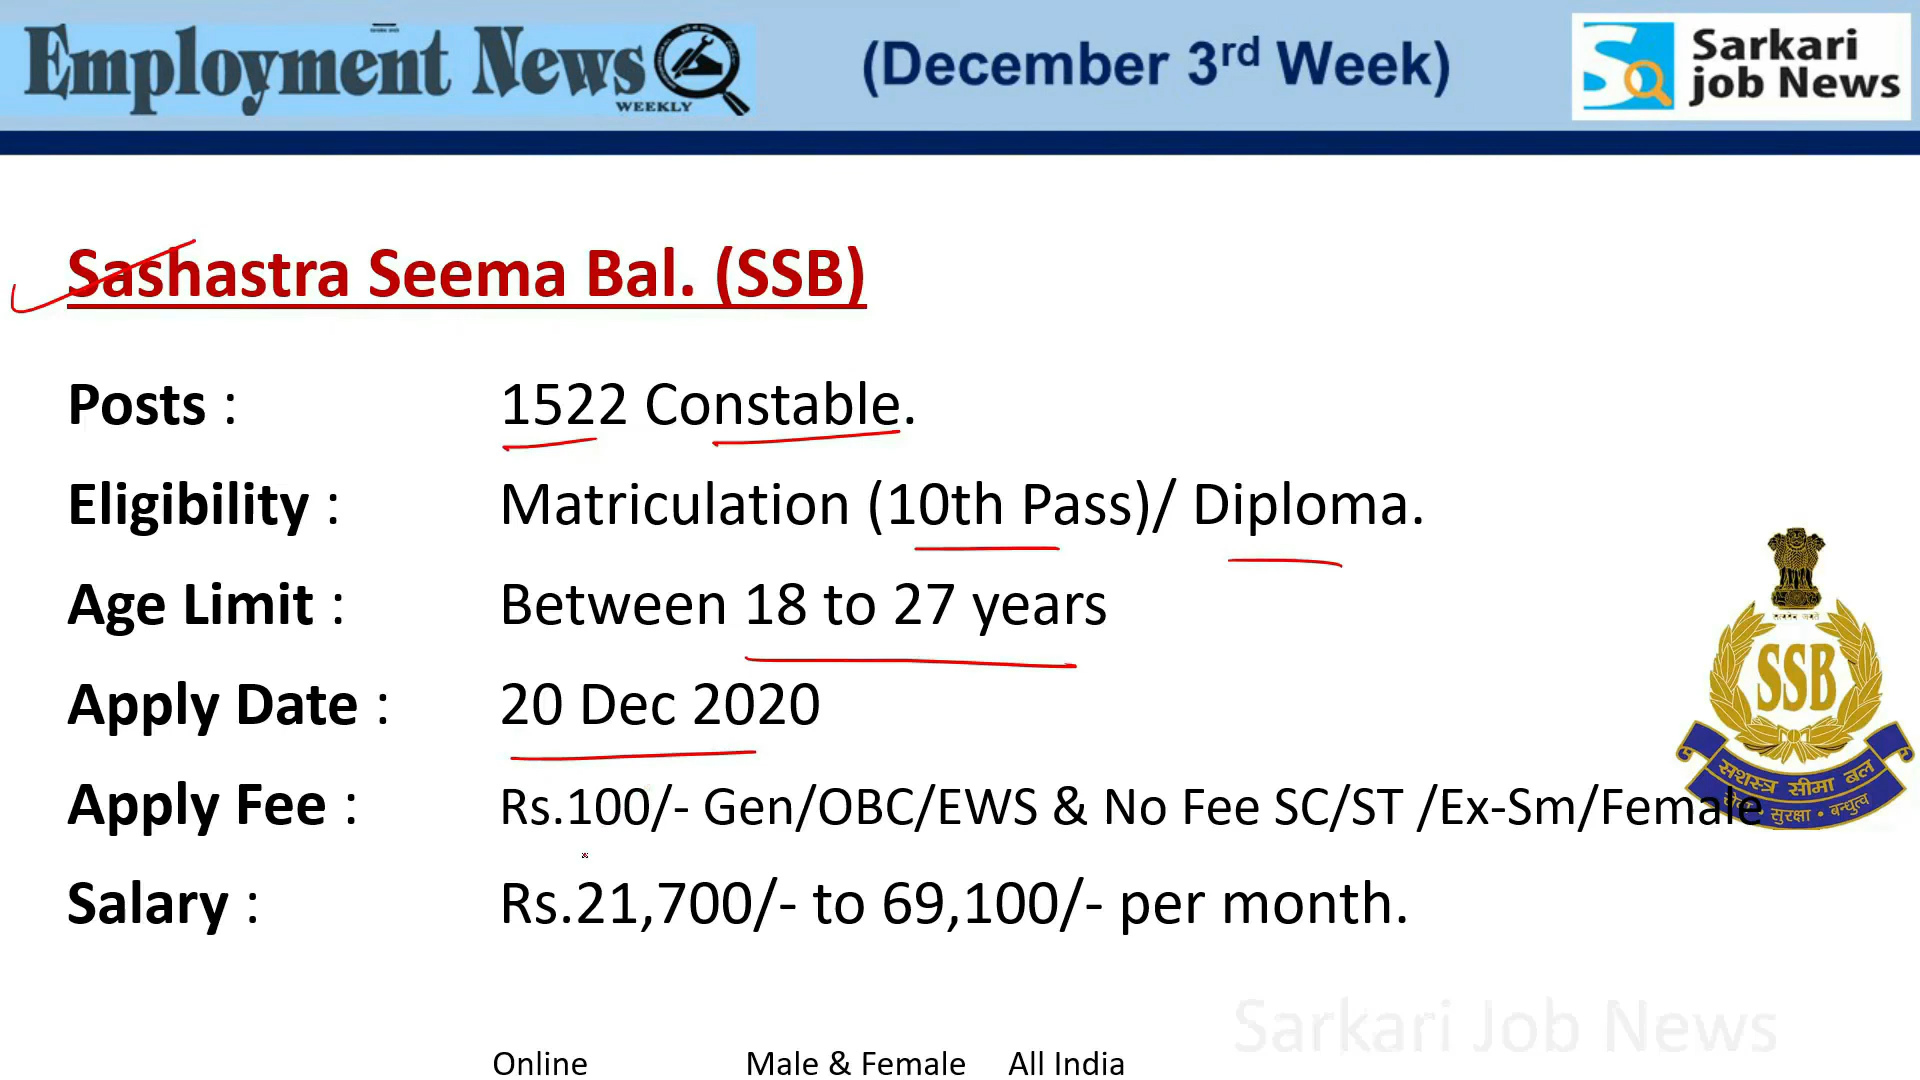 Employment News
WEEKLY
(December 3rd Week)
Sarkari
job News
Sashastra Seema Bal. (SSB)
Posts : 1522 Constable.
Eligibility : Matriculation (10th Pass)/ Diploma.
Age Limit : Between 18 to 27 years
Apply Date : 20 Dec 2020
Apply Fee : Rs.100/- Gen/OBC/EWS & No Fee SC/ST /Ex-Sm/Female
Salary : Rs.21,700/- to 69,100/- per month.
SSB
सशस्त्र सीमा बल
सुरक्षा • बन्धुत्व
Sarkari Job News
Online Male & Female All India